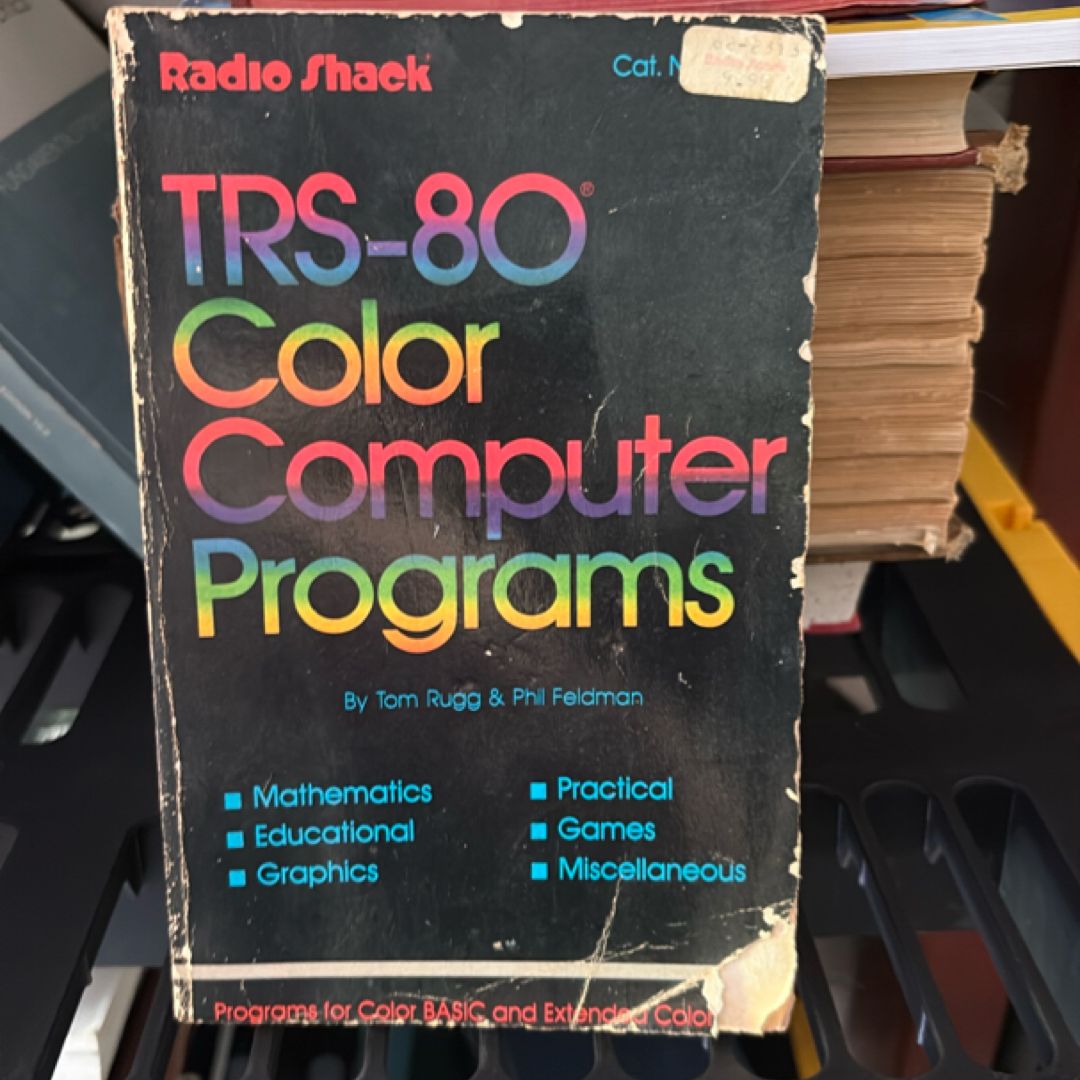 Radio Shack
Cat.
TRS-80®
Color
Computer
Programs
By Tom Rugg & Phil Feldman
■ Mathematics
■ Educational
■ Graphics
■ Practical
■ Games
■ Miscellaneous
Programs for Color BASIC and Extended Color